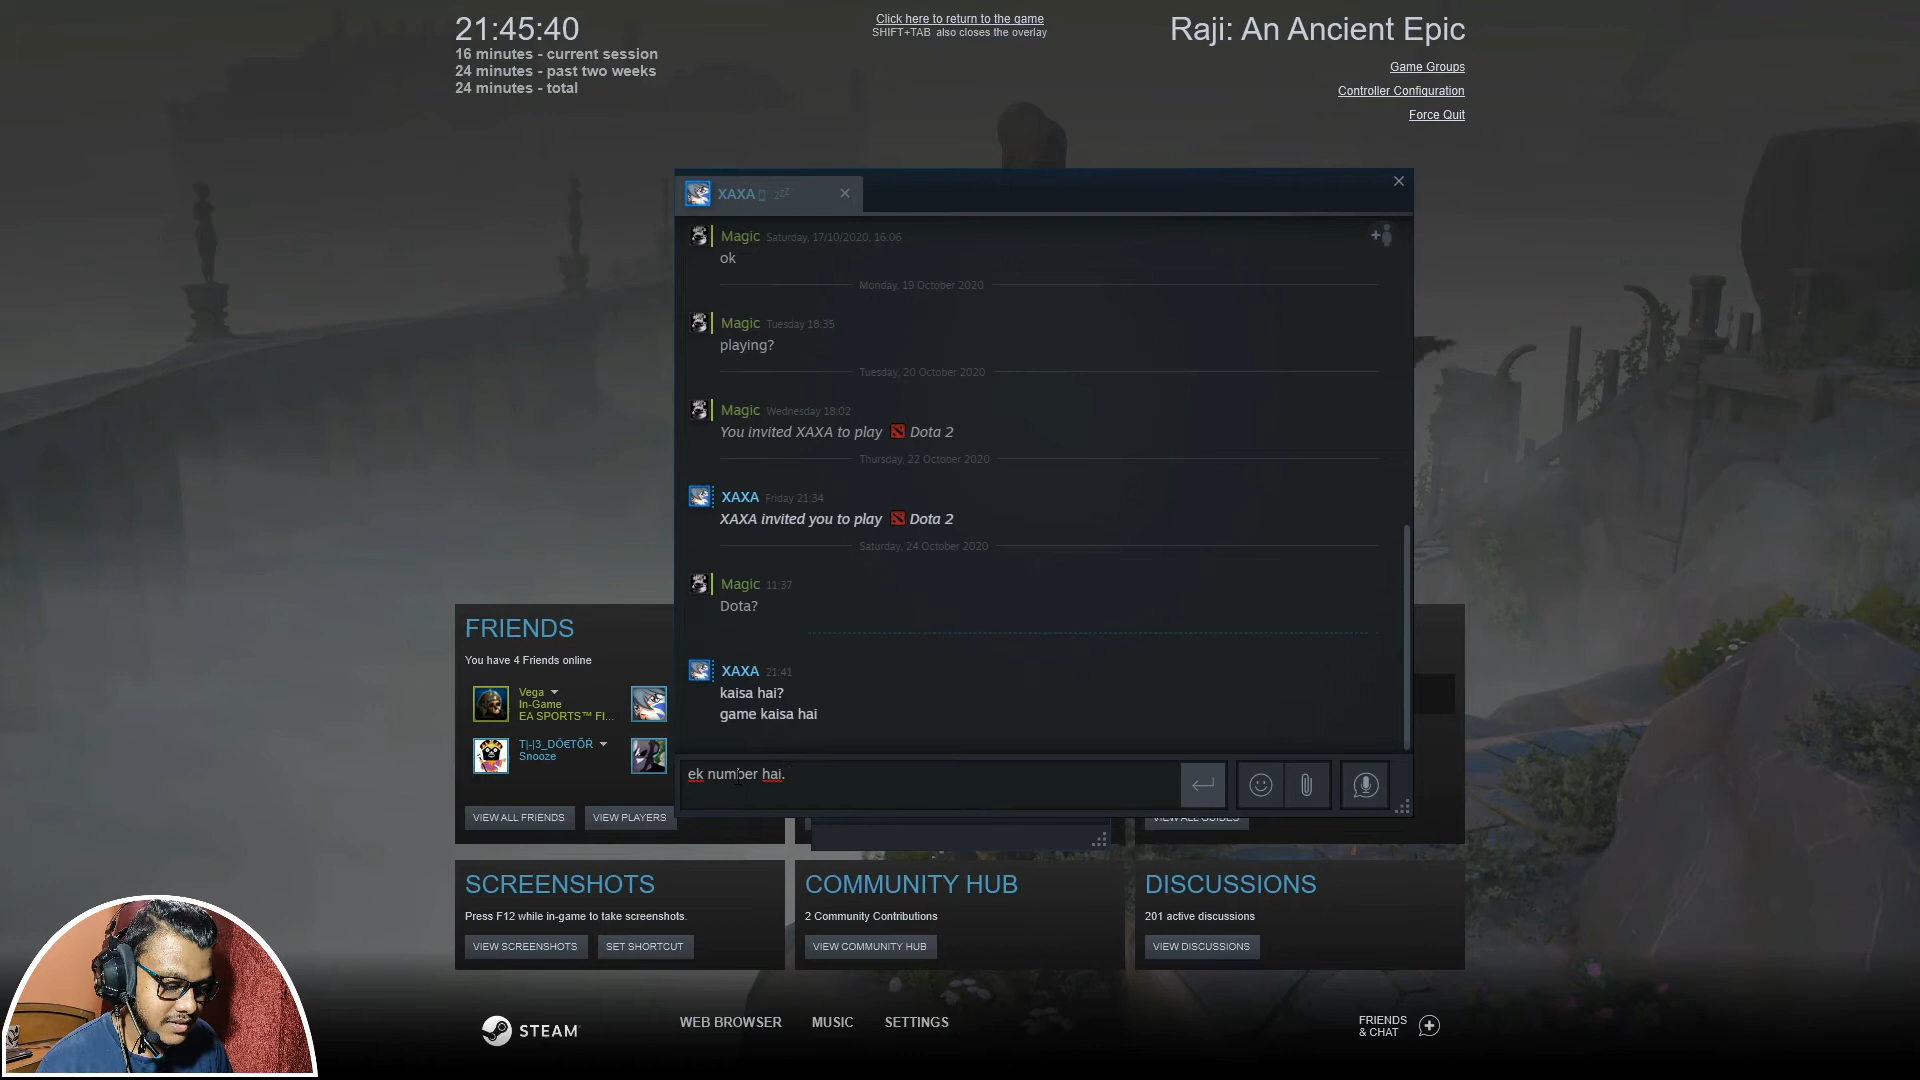 21:45:40
16 minutes - current session
24 minutes - past two weeks
24 minutes - total
Click here to return to the game
SHIFT+TAB also closes the overlay
Raji: An Ancient Epic
Game Groups
Controller Configuration
Force Quit
XAXA zzZ
Magic Saturday, 17/10/2020, 16:06
ok
Monday, 19 October 2020
Magic Tuesday 18:35
playing?
Tuesday, 20 October 2020
Magic Wednesday 18:02
You invited XAXA to play Dota 2
Thursday, 22 October 2020
XAXA Friday 21:34
XAXA invited you to play Dota 2
Saturday, 24 October 2020
Magic 11:37
Dota?
XAXA 21:41
kaisa hai?
game kaisa hai
ek number hai.
FRIENDS
You have 4 Friends online
Vega
In-Game
EA SPORTS™ FI...
T|-|3_DÕ€TÕŘ
Snooze
VIEW ALL FRIENDS
VIEW PLAYERS
VIEW ALL GUIDES
SCREENSHOTS
Press F12 while in-game to take screenshots.
VIEW SCREENSHOTS
SET SHORTCUT
COMMUNITY HUB
2 Community Contributions
VIEW COMMUNITY HUB
DISCUSSIONS
201 active discussions
VIEW DISCUSSIONS
STEAM
WEB BROWSER
MUSIC
SETTINGS
FRIENDS
& CHAT